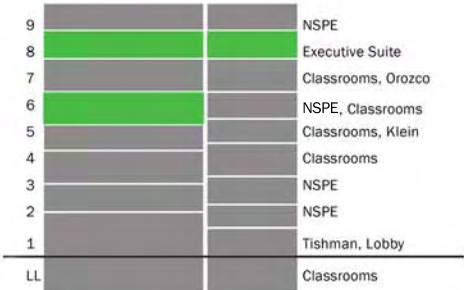 9 NSPE
8 Executive Suite
7 Classrooms, Orozco
6 NSPE, Classrooms
5 Classrooms, Klein
4 Classrooms
3 NSPE
2 NSPE
1 Tishman, Lobby
LL Classrooms